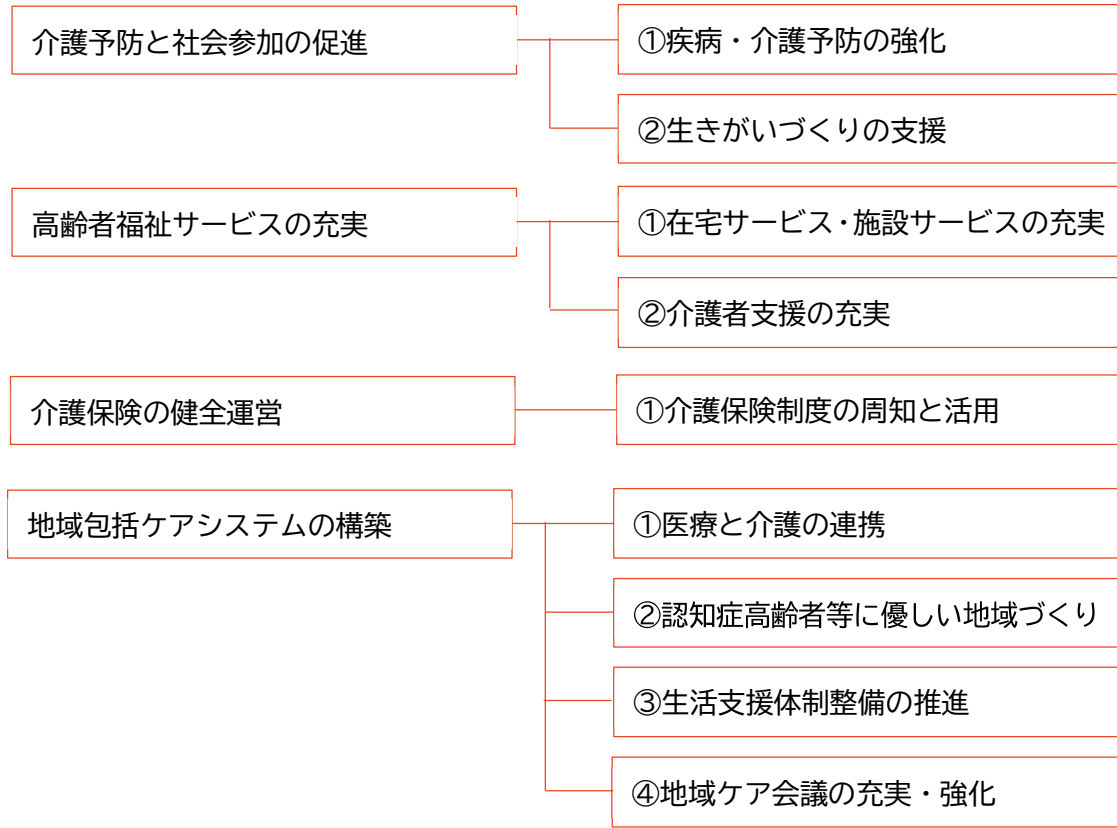 介護予防と社会参加の促進
①疾病・介護予防の強化
②生きがいづくりの支援
高齢者福祉サービスの充実
①在宅サービス・施設サービスの充実
②介護者支援の充実
介護保険の健全運営
①介護保険制度の周知と活用
地域包括ケアシステムの構築
①医療と介護の連携
②認知症高齢者等に優しい地域づくり
③生活支援体制整備の推進
④地域ケア会議の充実・強化